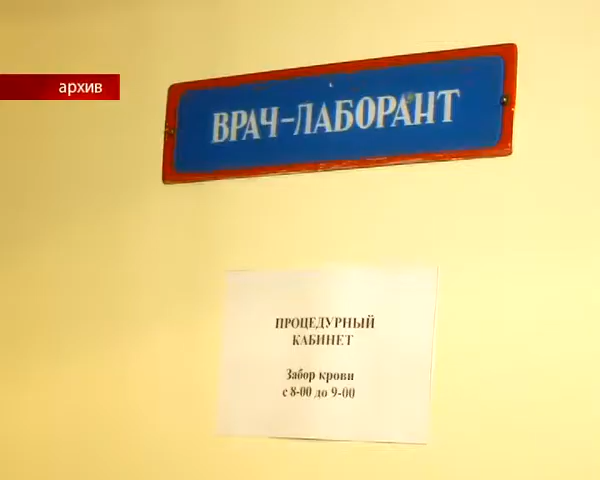 архив
ВРАЧ-ЛАБОРАНТ
ПРОЦЕДУРНЫЙ
КАБИНЕТ
Забор крови
с 8-00 до 9-00